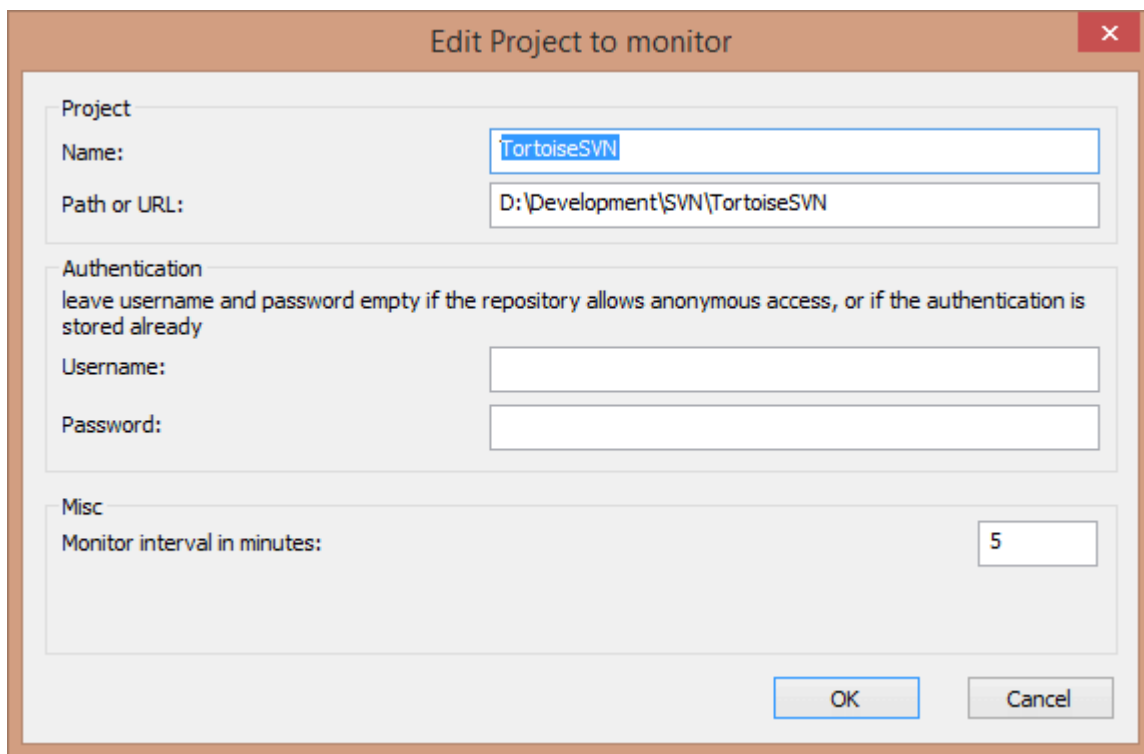 Edit Project to monitor
Project
Name: TortoiseSVN
Path or URL: D:\Development\SVN\TortoiseSVN
Authentication
leave username and password empty if the repository allows anonymous access, or if the authentication is
stored already
Username:
Password:
Misc
Monitor interval in minutes: 5
OK Cancel